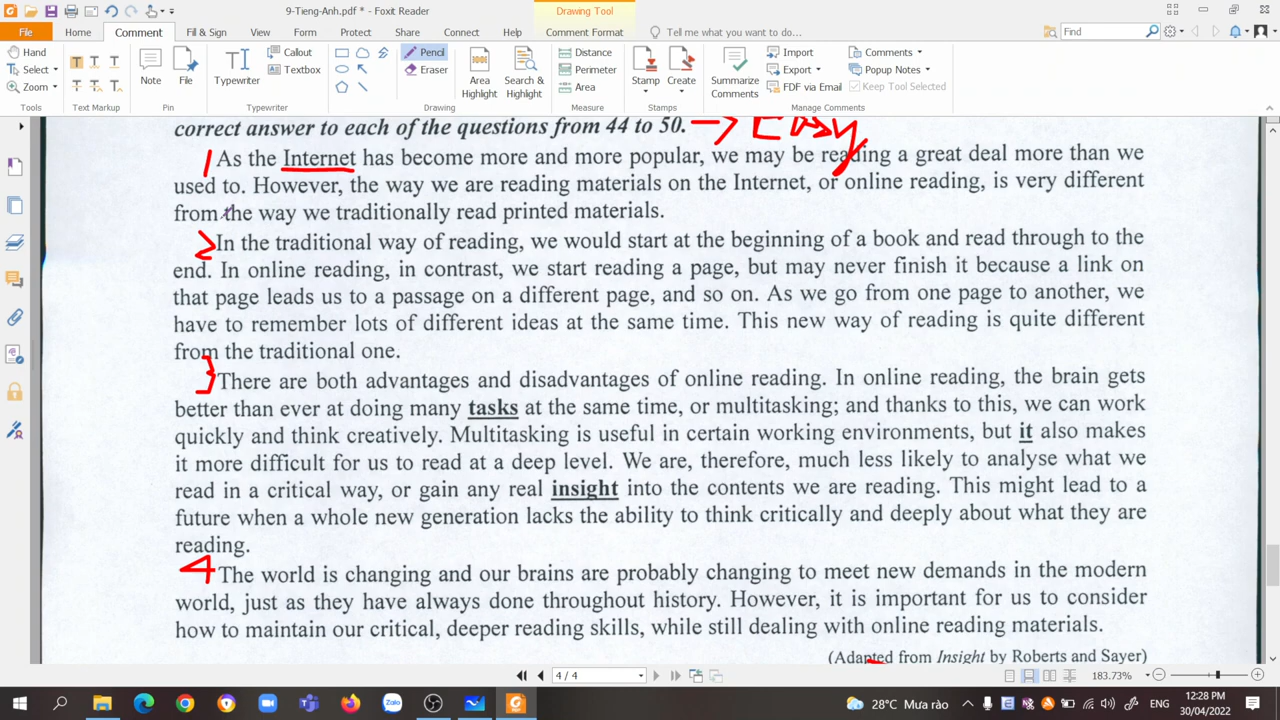 9-Tieng-Anh.pdf * - Foxit Reader
Drawing Tool
File Home Comment Fill & Sign View Form Protect Share Connect Help Comment Format Tell me what you want to do... Find
Hand
Select
Zoom
Tools
Text Markup
Note
File
Pin
Typewriter
Callout
Textbox
Typewriter
Pencil
Eraser
Drawing
Area Highlight
Search & Highlight
Distance
Perimeter
Area
Measure
Stamp
Create
Stamps
Summarize Comments
Import
Export
FDF via Email
Comments
Popup Notes
Keep Tool Selected
Manage Comments
correct answer to each of the questions from 44 to 50. → Easy
1 As the Internet has become more and more popular, we may be reading a great deal more than we
used to. However, the way we are reading materials on the Internet, or online reading, is very different
from the way we traditionally read printed materials.
2 In the traditional way of reading, we would start at the beginning of a book and read through to the
end. In online reading, in contrast, we start reading a page, but may never finish it because a link on
that page leads us to a passage on a different page, and so on. As we go from one page to another, we
have to remember lots of different ideas at the same time. This new way of reading is quite different
from the traditional one.
3 There are both advantages and disadvantages of online reading. In online reading, the brain gets
better than ever at doing many tasks at the same time, or multitasking; and thanks to this, we can work
quickly and think creatively. Multitasking is useful in certain working environments, but it also makes
it more difficult for us to read at a deep level. We are, therefore, much less likely to analyse what we
read in a critical way, or gain any real insight into the contents we are reading. This might lead to a
future when a whole new generation lacks the ability to think critically and deeply about what they are
reading.
4 The world is changing and our brains are probably changing to meet new demands in the modern
world, just as they have always done throughout history. However, it is important for us to consider
how to maintain our critical, deeper reading skills, while still dealing with online reading materials.
(Adapted from Insight by Roberts and Sayer)
4 / 4
183.73%
Zalo
28°C Mưa rào
ENG
12:28 PM
30/04/2022